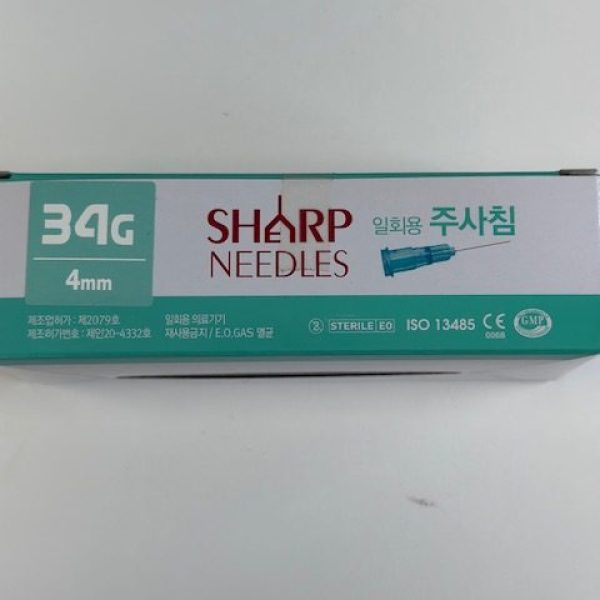 34G
4mm
SHARP
NEEDLES
일회용 주사침
제조업허가 : 제2079호
제조허가번호 : 제인20-4332호
일회용 의료기기
재사용금지 / E.O.GAS 멸균
2 STERILE EO ISO 13485 CE
0068
GMP